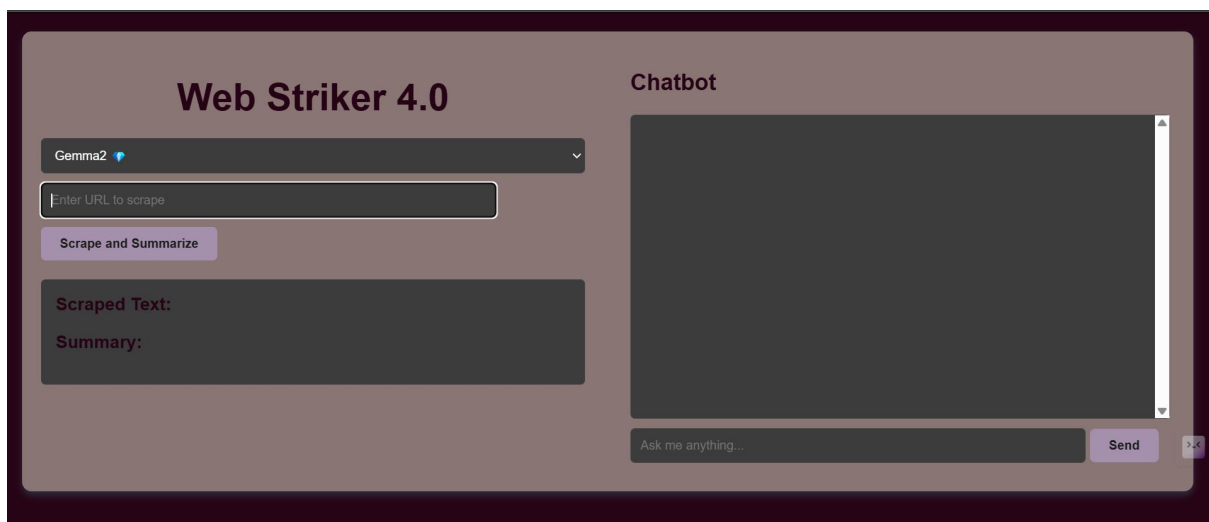 Web Striker 4.0
Gemma2 💎
Enter URL to scrape
Scrape and Summarize
Scraped Text:
Summary:
Chatbot
Ask me anything...
Send